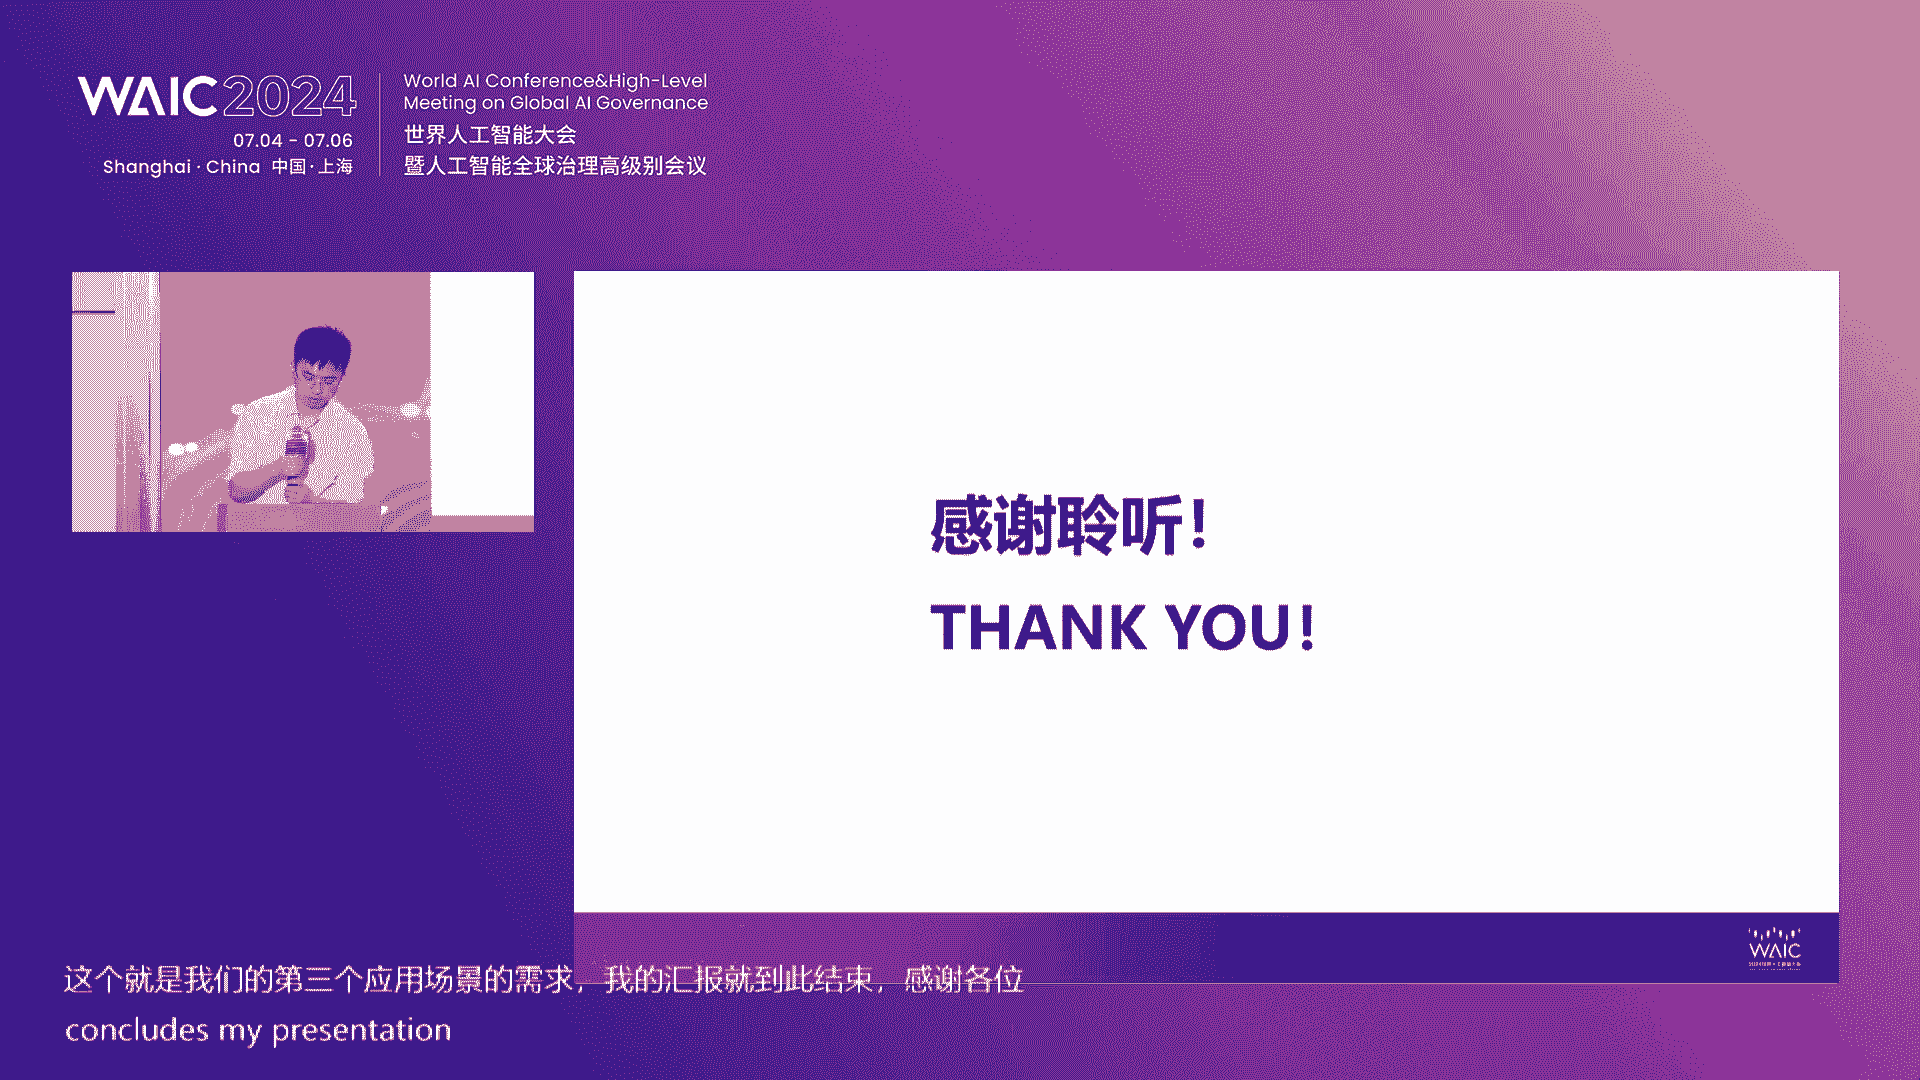 WAIC 2024
07.04 - 07.06
Shanghai · China 中国·上海
World AI Conference&High-Level
Meeting on Global AI Governance
世界人工智能大会
暨人工智能全球治理高级别会议
感谢聆听!
THANK YOU!
WAIC
这个就是我们的第三个应用场景的需求，我的汇报就到此结束，感谢各位
concludes my presentation